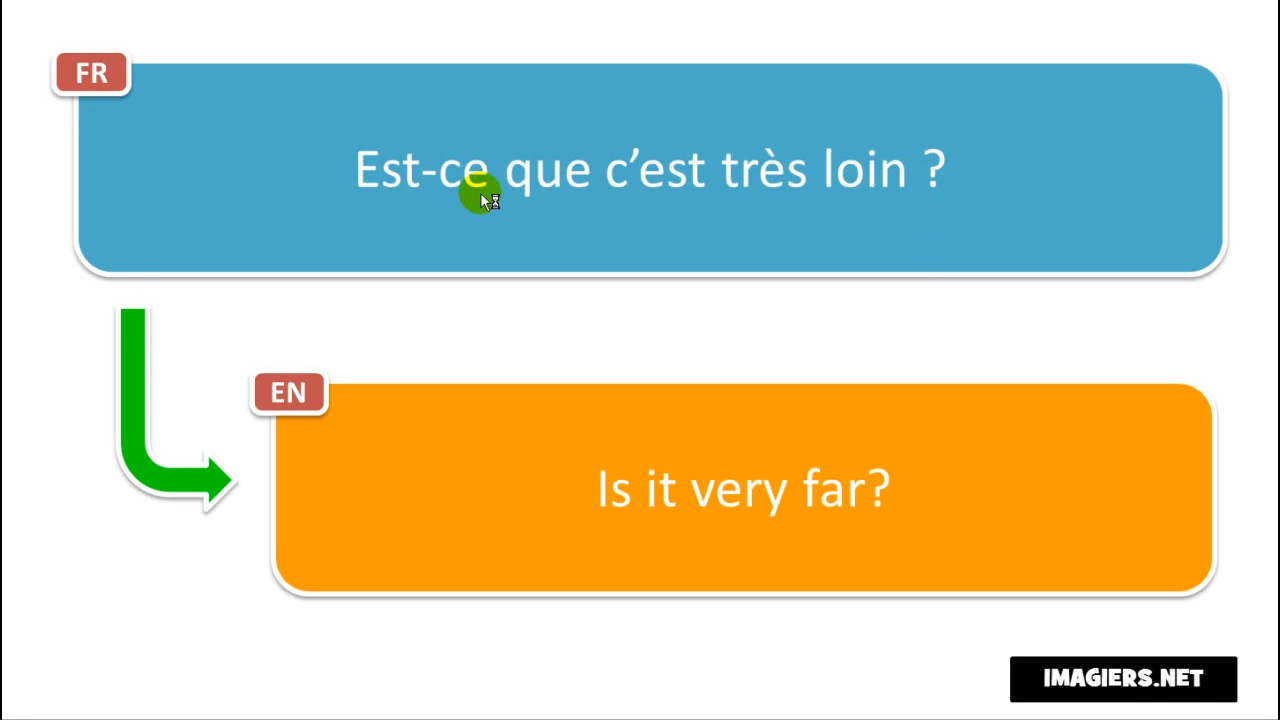 FR
Est-ce que c’est très loin ?
EN
Is it very far?
IMAGIERS.NET